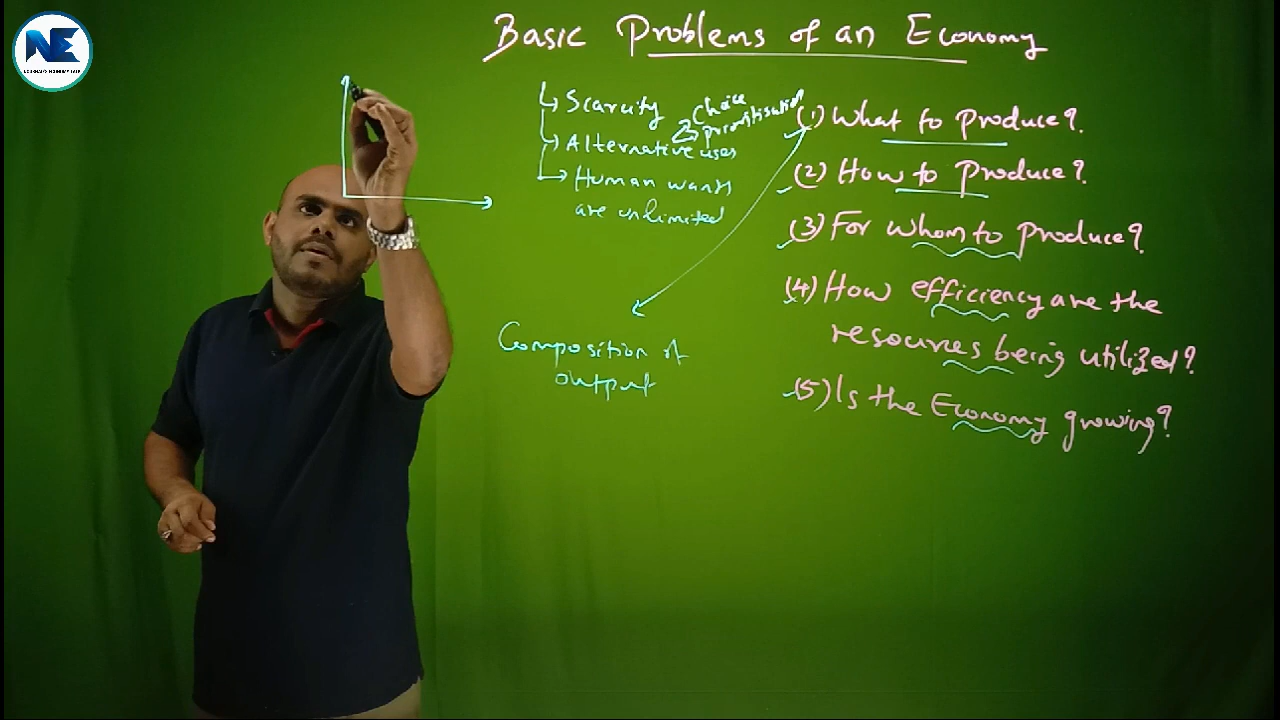 NE
Basic Problems of an Economy
Scarcity
Choice
prioritisation
Alternative uses
Human wants
are unlimited
(1) What to produce?
(2) How to produce?
(3) For whom to produce?
(4) How efficiency are the
resources being utilized?
(5) Is the Economy growing?
Composition of
output